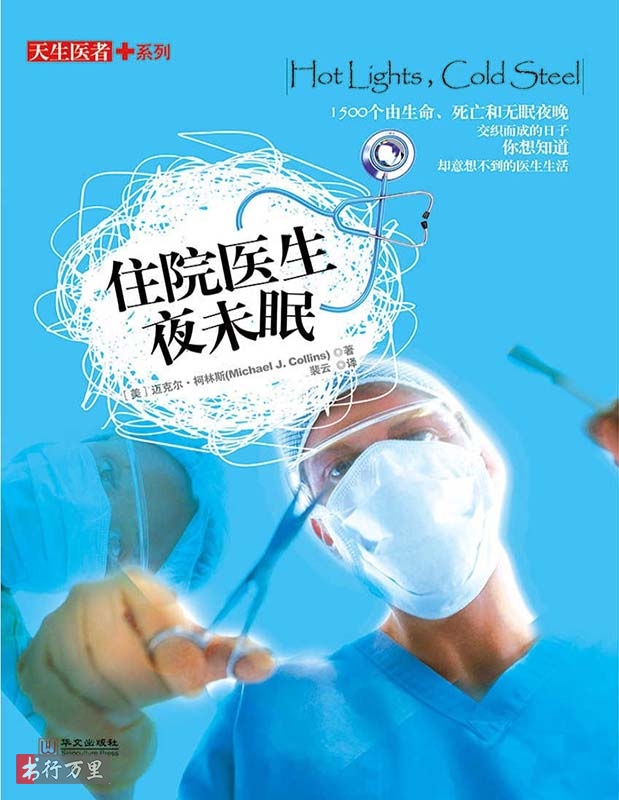 天生医者+系列
Hot Lights, Cold Steel
1500个由生命、死亡和无眠夜晚
交织而成的日子
你想知道
却意想不到的医生生活
住院医生
夜未眠
[美] 迈克尔·柯林斯(Michael J. Collins) ◎ 著
裴云 ◎ 译
华文出版社
Sinoculture Press
书行万里